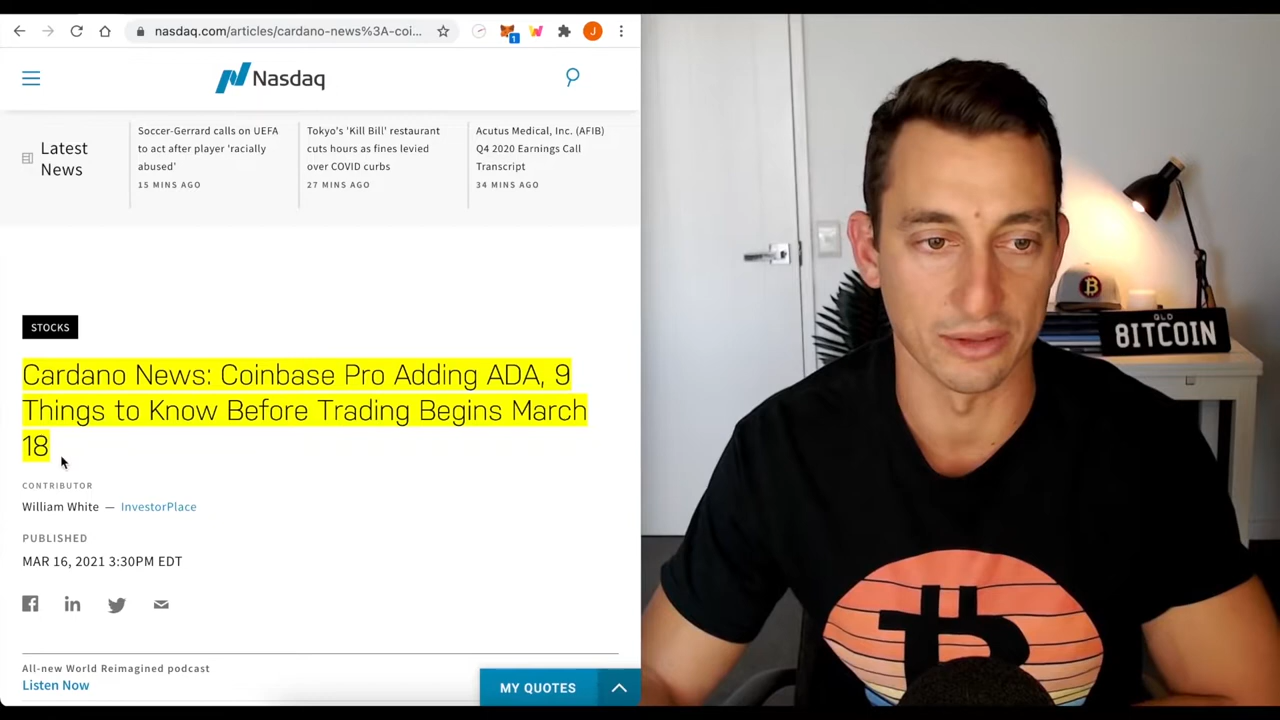 nasdaq.com/articles/cardano-news%3A-coi...
1
J
Nasdaq
Latest
News
Soccer-Gerrard calls on UEFA
to act after player 'racially
abused'
15 MINS AGO
Tokyo's 'Kill Bill' restaurant
cuts hours as fines levied
over COVID curbs
27 MINS AGO
Acutus Medical, Inc. (AFIB)
Q4 2020 Earnings Call
Transcript
34 MINS AGO
STOCKS
Cardano News: Coinbase Pro Adding ADA, 9
Things to Know Before Trading Begins March
18
CONTRIBUTOR
William White — InvestorPlace
PUBLISHED
MAR 16, 2021 3:30PM EDT
All-new World Reimagined podcast
Listen Now
MY QUOTES
QLD
8ITCOIN